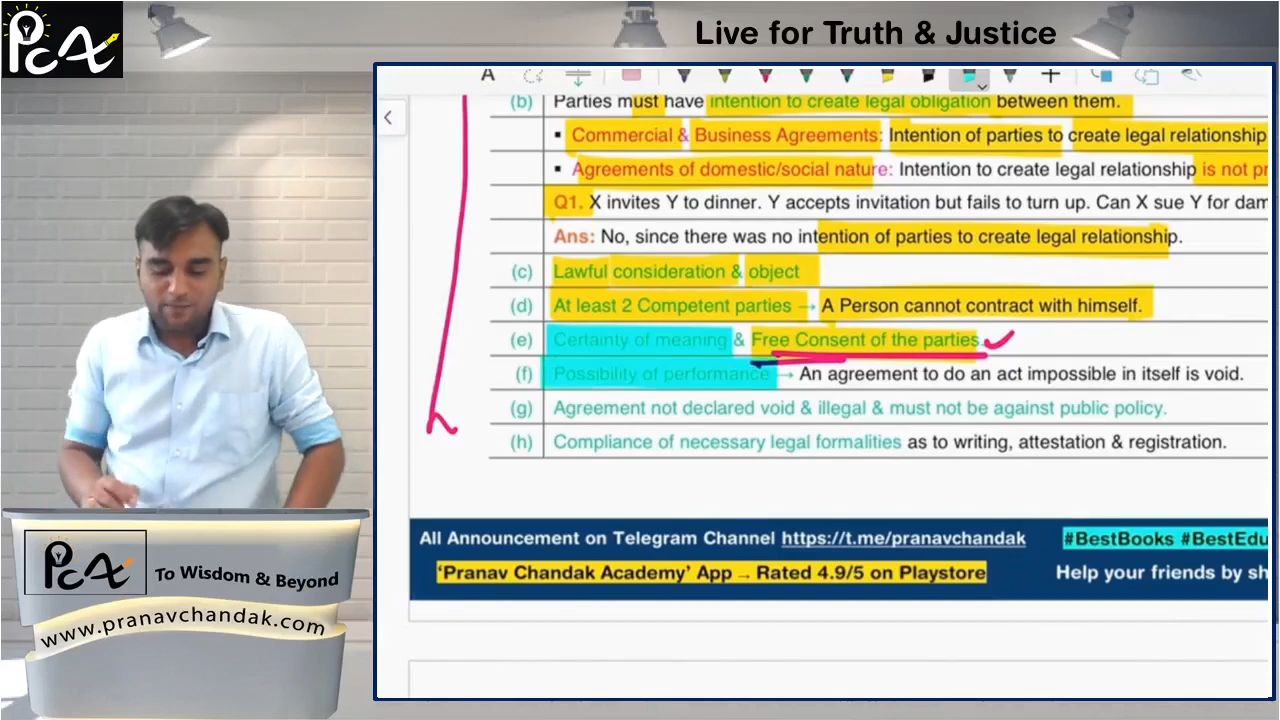 PCA
Live for Truth & Justice
A
(b) Parties must have intention to create legal obligation between them.
▪ Commercial & Business Agreements: Intention of parties to create legal relationship
▪ Agreements of domestic/social nature: Intention to create legal relationship is not pr
Q1. X invites Y to dinner. Y accepts invitation but fails to turn up. Can X sue Y for dam
Ans: No, since there was no intention of parties to create legal relationship.
(c) Lawful consideration & object
(d) At least 2 Competent parties → A Person cannot contract with himself.
(e) Certainty of meaning & Free Consent of the parties.
(f) Possibility of performance → An agreement to do an act impossible in itself is void.
(g) Agreement not declared void & illegal & must not be against public policy.
(h) Compliance of necessary legal formalities as to writing, attestation & registration.
All Announcement on Telegram Channel https://t.me/pranavchandak #BestBooks #BestEdu
‘Pranav Chandak Academy’ App → Rated 4.9/5 on Playstore Help your friends by sh
PCA To Wisdom & Beyond
www.pranavchandak.com